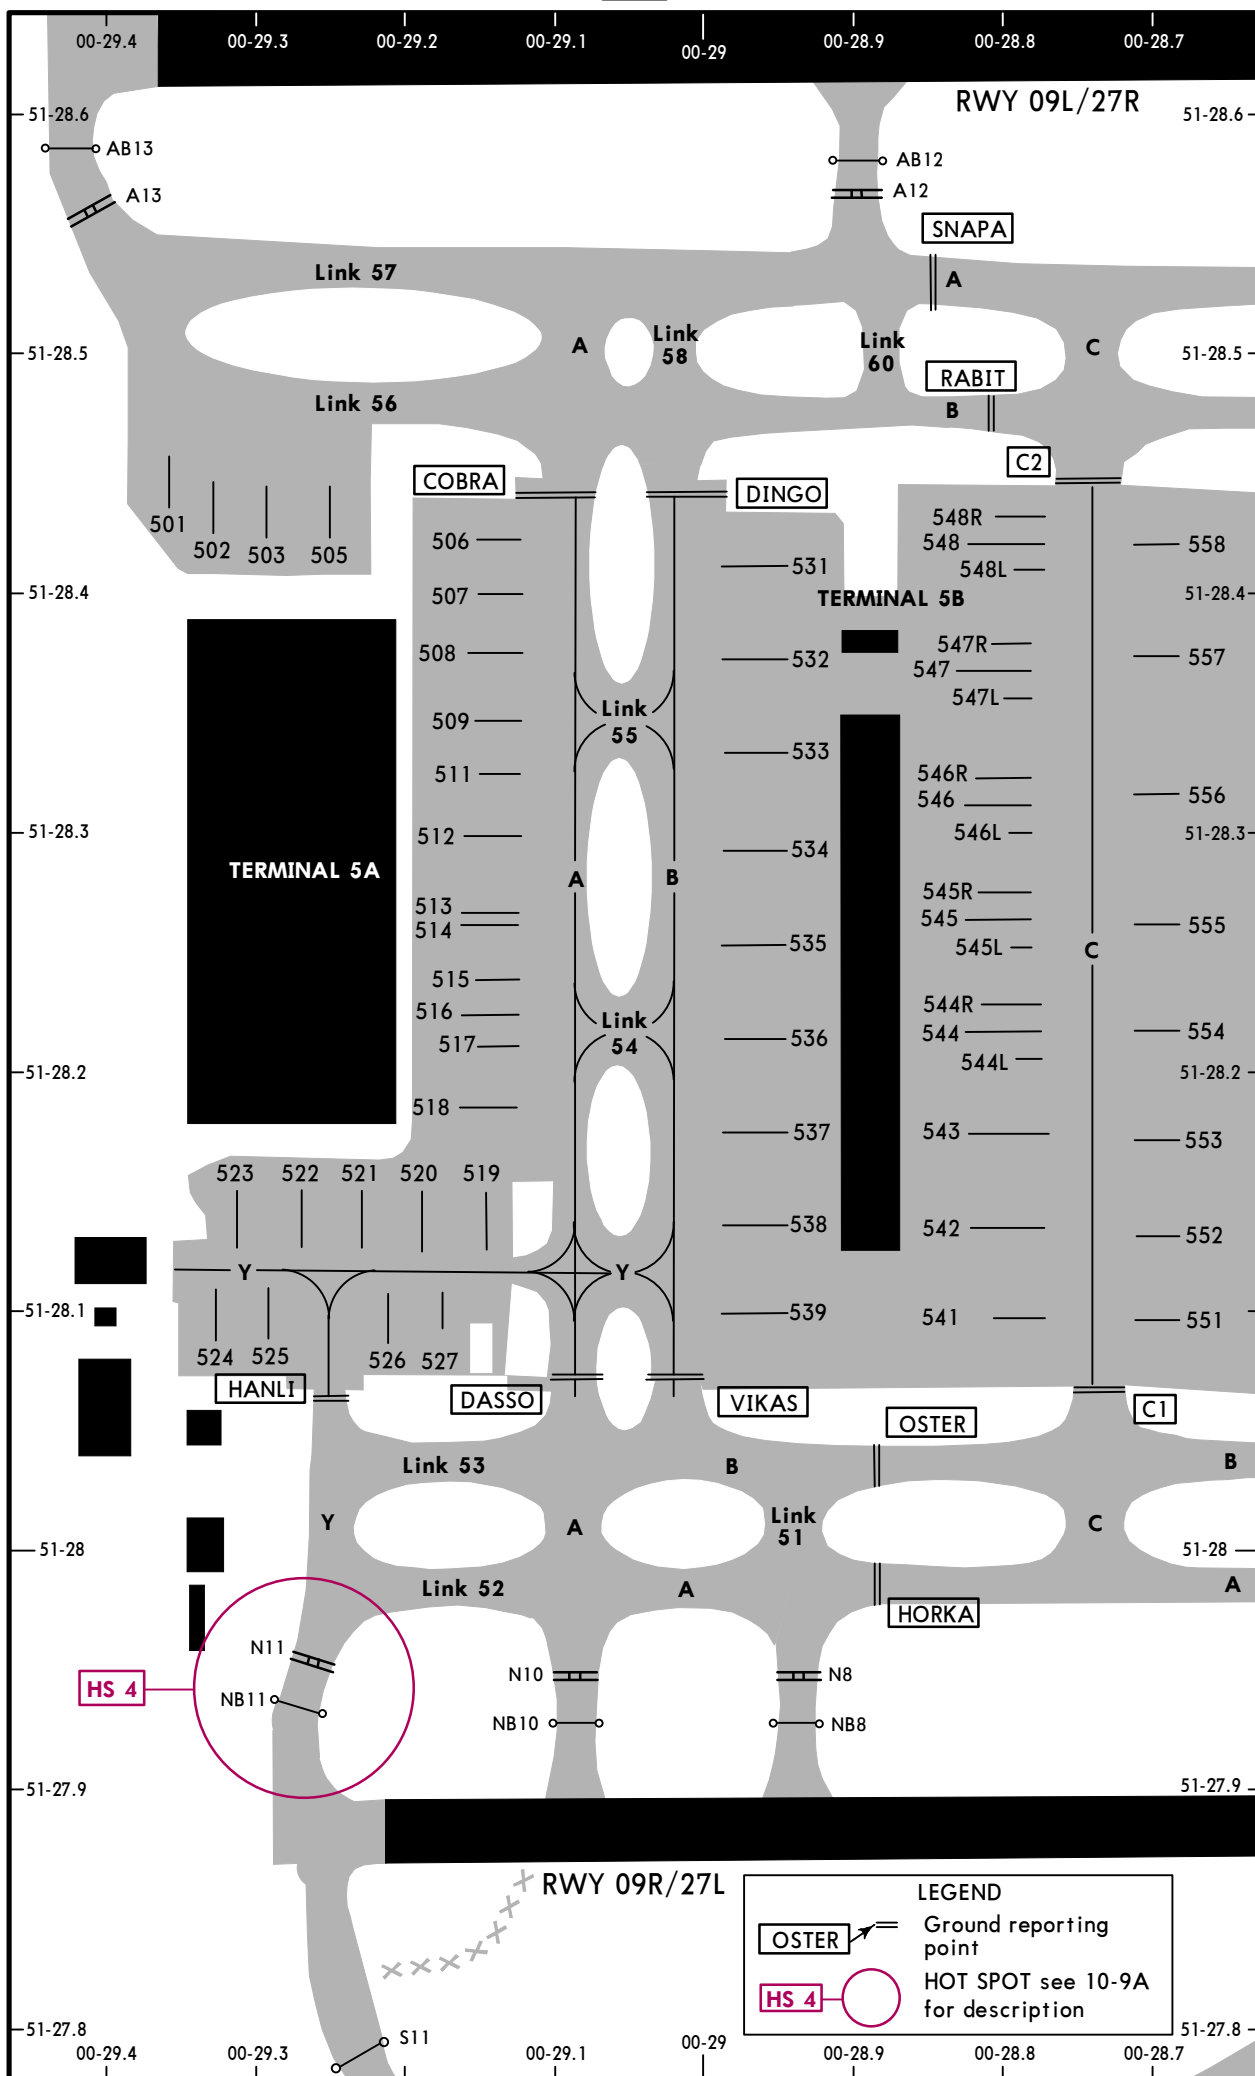 00-29.4 00-29.3 00-29.2 00-29.1 00-29 00-28.9 00-28.8 00-28.7
RWY 09L/27R
51-28.6 51-28.6
AB13 AB12
A13 A12
SNAPA
Link 57 A
51-28.5 A Link
58 Link
60 C 51-28.5
RABIT
Link 56 B
C2
COBRA DINGO
501 502 503 505
506 531 548R
548 558
548L
507 51-28.4 51-28.4
TERMINAL 5B
508 532 547R
547 557
547L
509 Link
55
511 533 546R
546 556
546L
512 51-28.3 51-28.3
534
TERMINAL 5A A B
513 545R
514 545 555
535 545L C
515
516 544R
Link
54 544 554
517 536 544L
51-28.2 51-28.2
518
537 543 553
523 522 521 520 519
538 542 552
Y Y
51-28.1 539 541 551
524 525 526 527
HANLI DASSO VIKAS C1
OSTER
Link 53 B B
Y A Link
51 C
51-28 51-28
Link 52 A A
HORKA
N11 N10 N8
HS 4
NB11 NB10 NB8
51-27.9 51-27.9
RWY 09R/27L
LEGEND
OSTER Ground reporting
point
HS 4 HOT SPOT see 10-9A
for description
51-27.8 S11 51-27.8
00-29.4 00-29.3 00-29.1 00-29 00-28.9 00-28.8 00-28.7